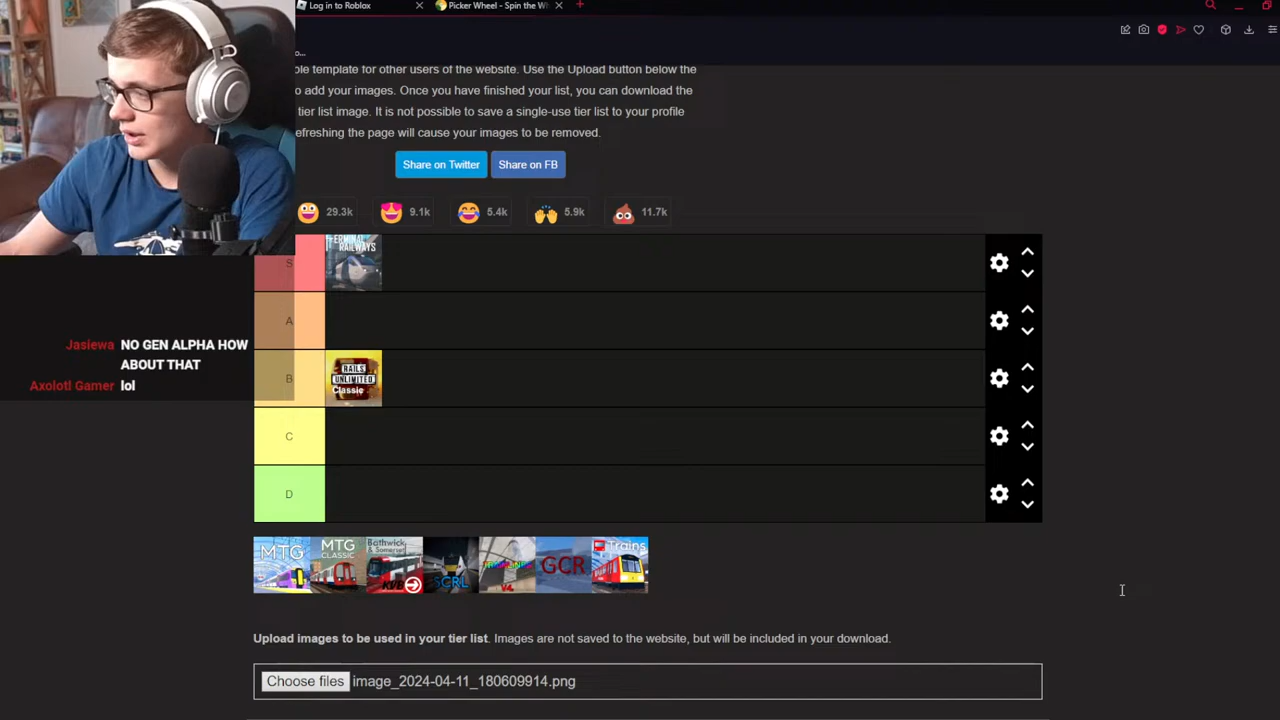 Log in to Roblox
Picker Wheel - Spin the Wh
o...
ble template for other users of the website. Use the Upload button below the
o add your images. Once you have finished your list, you can download the
tier list image. It is not possible to save a single-use tier list to your profile
efreshing the page will cause your images to be removed.
Share on Twitter
Share on FB
29.3k
9.1k
5.4k
5.9k
11.7k
S
ERMINAL
RAILWAYS
A
Jasiewa NO GEN ALPHA HOW
ABOUT THAT
Axolotl Gamer lol
B
RAILS
UNLIMITED
Classic
C
D
MTG
MTG
CLASSIC
Bathwick
& Somerset
KVB
SCRL
V4
GCR
Trains
Upload images to be used in your tier list. Images are not saved to the website, but will be included in your download.
Choose files image_2024-04-11_180609914.png